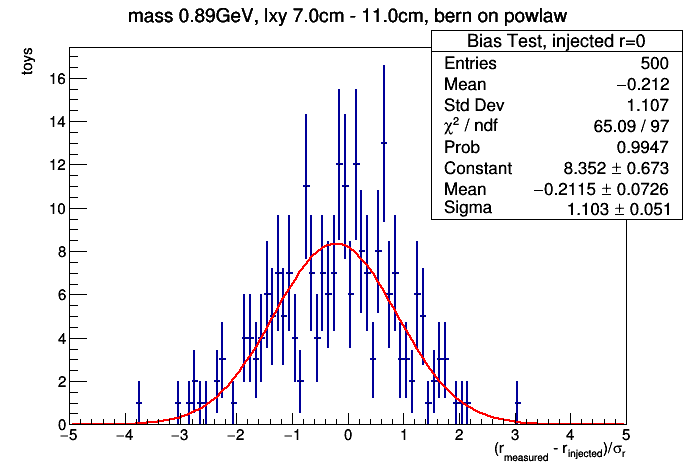 mass 0.89GeV, lxy 7.0cm - 11.0cm, bern on powlaw
Bias Test, injected r=0
Entries 500
Mean −0.212
Std Dev 1.107
χ² / ndf 65.09 / 97
Prob 0.9947
Constant 8.352 ± 0.673
Mean −0.2115 ± 0.0726
Sigma 1.103 ± 0.051
toys
16
14
12
10
8
6
4
2
0
−5 −4 −3 −2 −1 0 1 2 3 4 5
(r_measured - r_injected)/σ_r